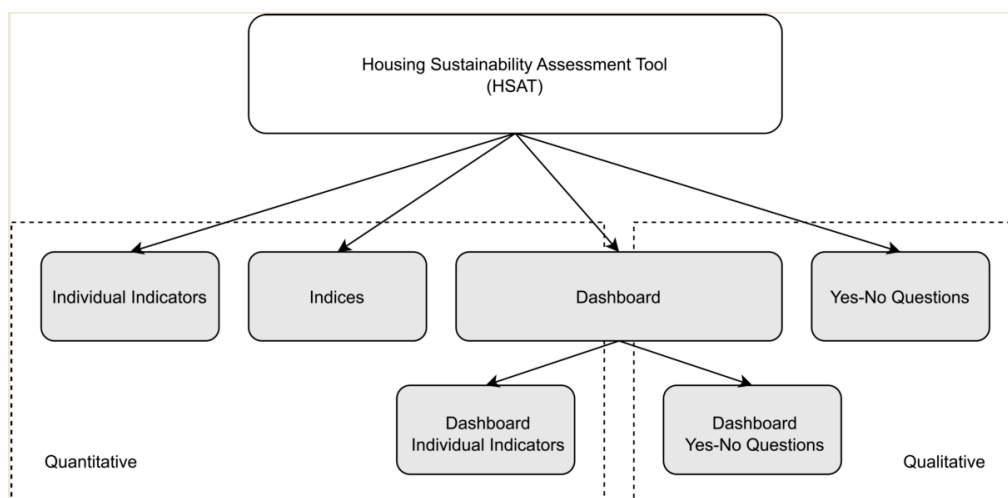 Housing Sustainability Assessment Tool
(HSAT)
Individual Indicators
Indices
Dashboard
Yes-No Questions
Dashboard
Individual Indicators
Dashboard
Yes-No Questions
Quantitative
Qualitative